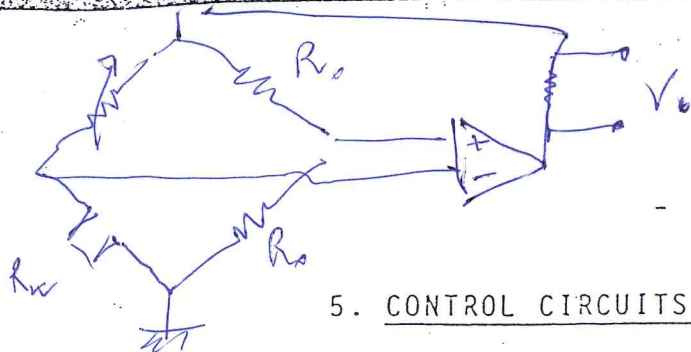 R₀
V₀
+
-
R₀
Rw
5. CONTROL CIRCUITS